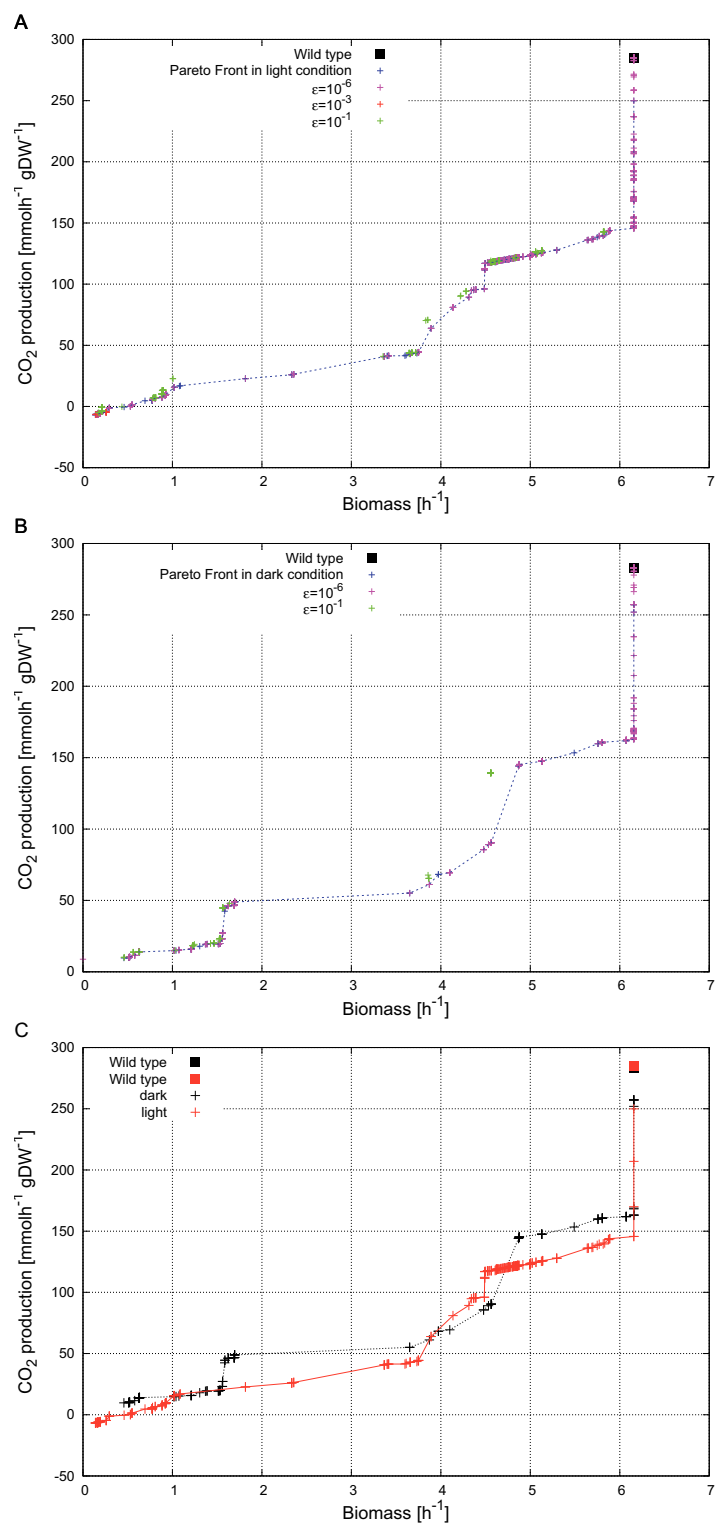 A
CO₂ production [mmolh⁻¹ gDW⁻¹]
300
250
200
150
100
50
0
-50
Wild type
Pareto Front in light condition
ε=10⁻⁶
ε=10⁻³
ε=10⁻¹
0 1 2 3 4 5 6 7
Biomass [h⁻¹]
B
CO₂ production [mmolh⁻¹ gDW⁻¹]
300
250
200
150
100
50
0
Wild type
Pareto Front in dark condition
ε=10⁻⁶
ε=10⁻¹
0 1 2 3 4 5 6 7
Biomass [h⁻¹]
C
CO₂ production [mmolh⁻¹ gDW⁻¹]
300
250
200
150
100
50
0
-50
Wild type
Wild type
dark
light
0 1 2 3 4 5 6 7
Biomass [h⁻¹]